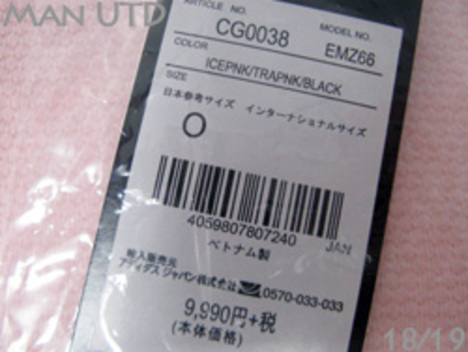 MAN UTD
ARTICLE NO.
MODEL NO.
CG0038
EMZ66
COLOR
ICEPNK/TRAPNK/BLACK
SIZE
日本参考サイズ インターナショナルサイズ
O
4059807807240
JAN
ベトナム製
輸入販売元
アディダス ジャパン株式会社
0570-033-033
9,990円+税
(本体価格)
18/19